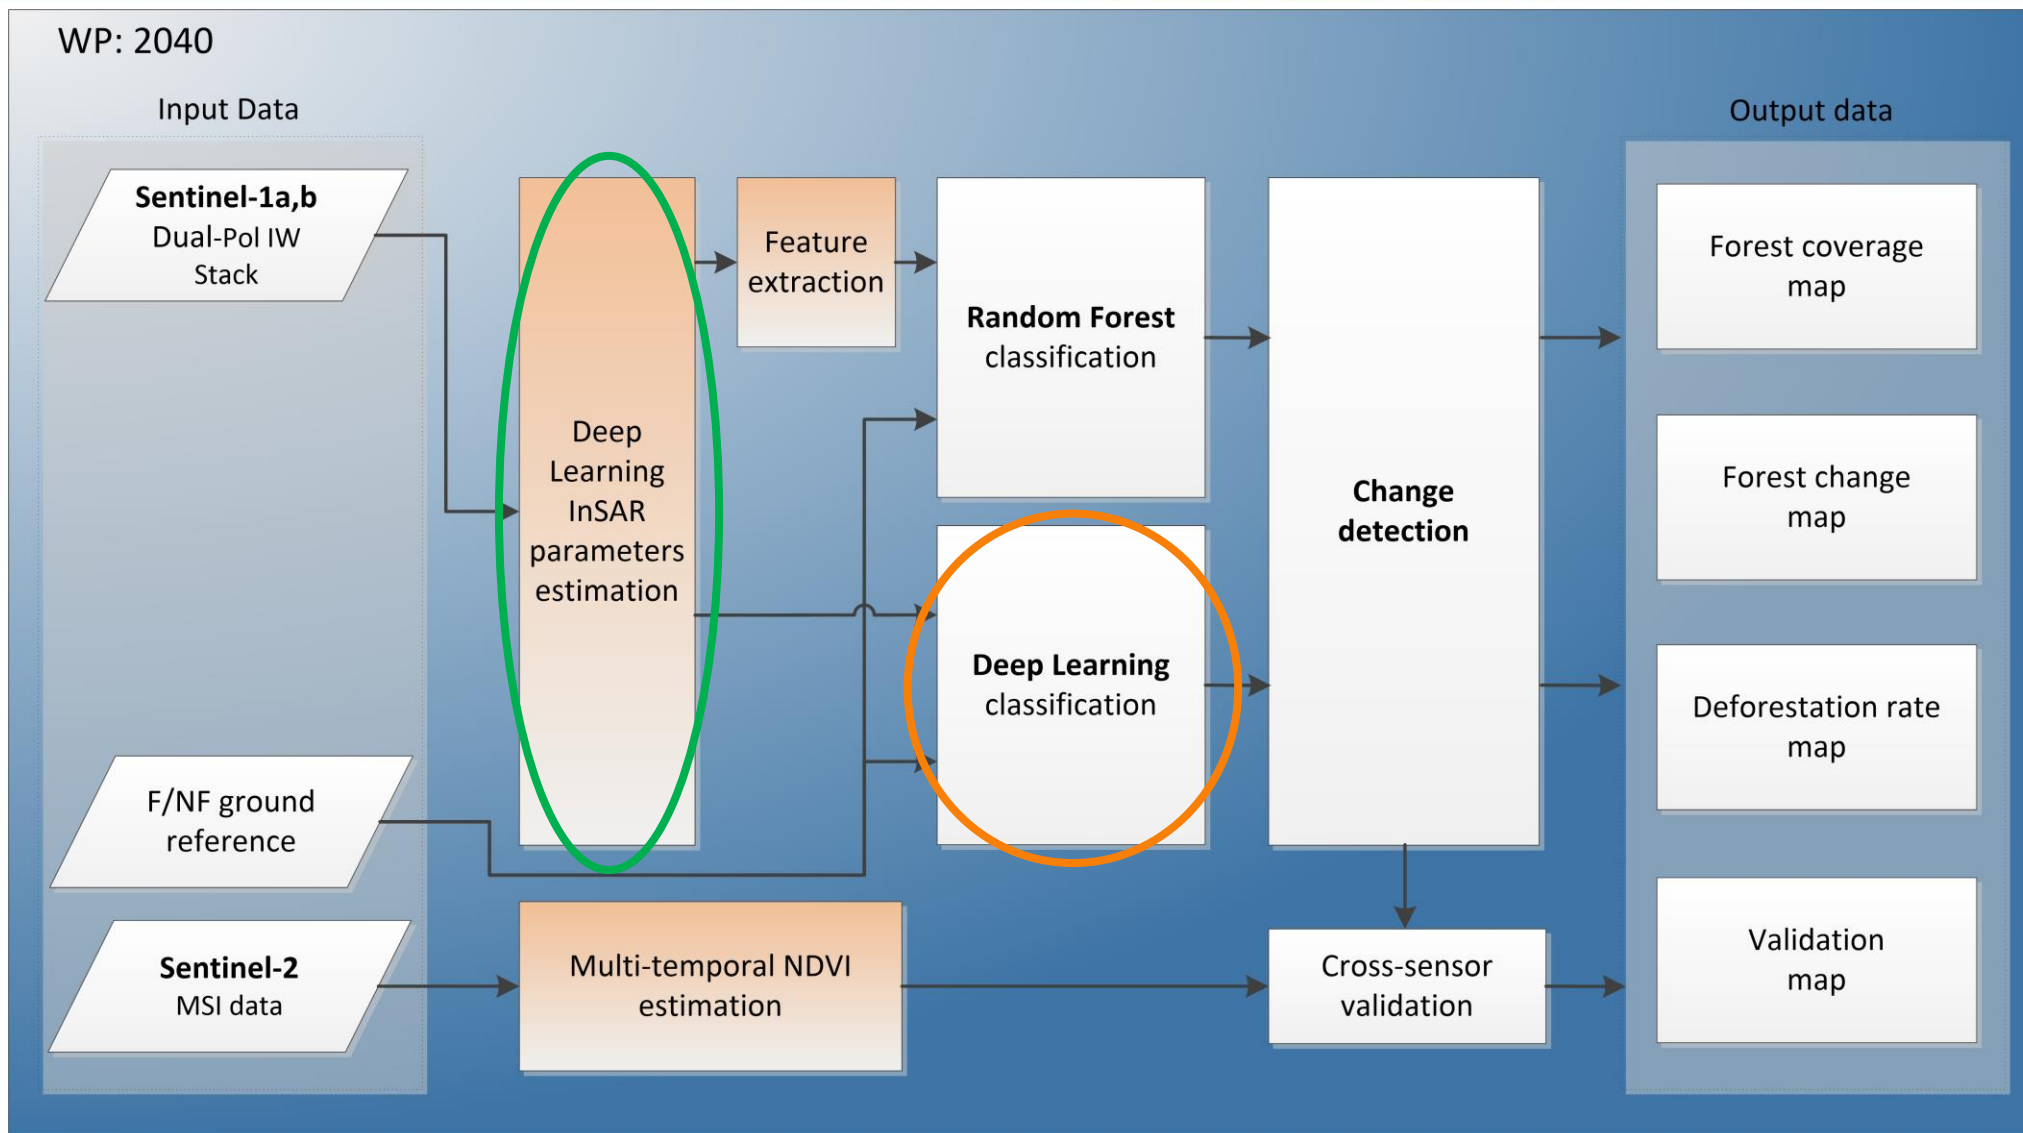 WP: 2040
Input Data
Output data
Sentinel-1a,b
Dual-Pol IW
Stack
Feature
extraction
Random Forest
classification
Deep
Learning
InSAR
parameters
estimation
Change
detection
Deep Learning
classification
Forest coverage
map
Forest change
map
Deforestation rate
map
F/NF ground
reference
Sentinel-2
MSI data
Multi-temporal NDVI
estimation
Cross-sensor
validation
Validation
map